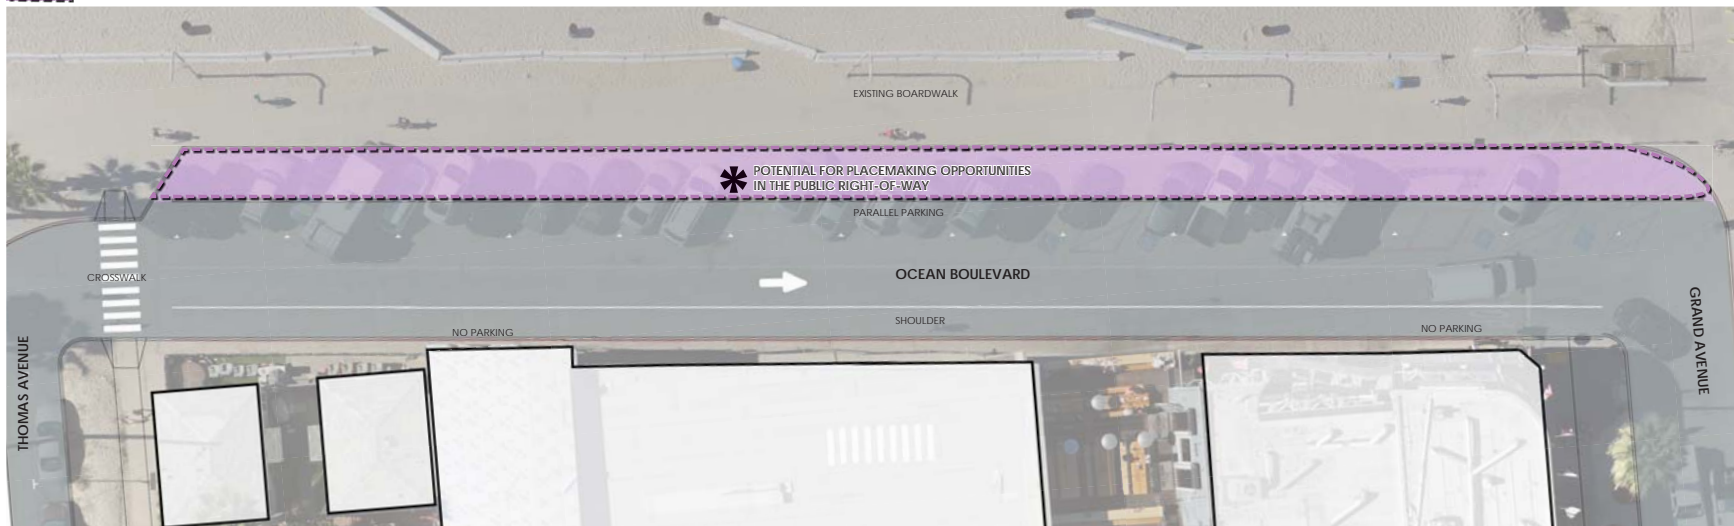 EXISTING BOARDWALK
POTENTIAL FOR PLACEMAKING OPPORTUNITIES
IN THE PUBLIC RIGHT-OF-WAY
PARALLEL PARKING
CROSSWALK
OCEAN BOULEVARD
SHOULDER
NO PARKING
NO PARKING
THOMAS AVENUE
GRAND AVENUE